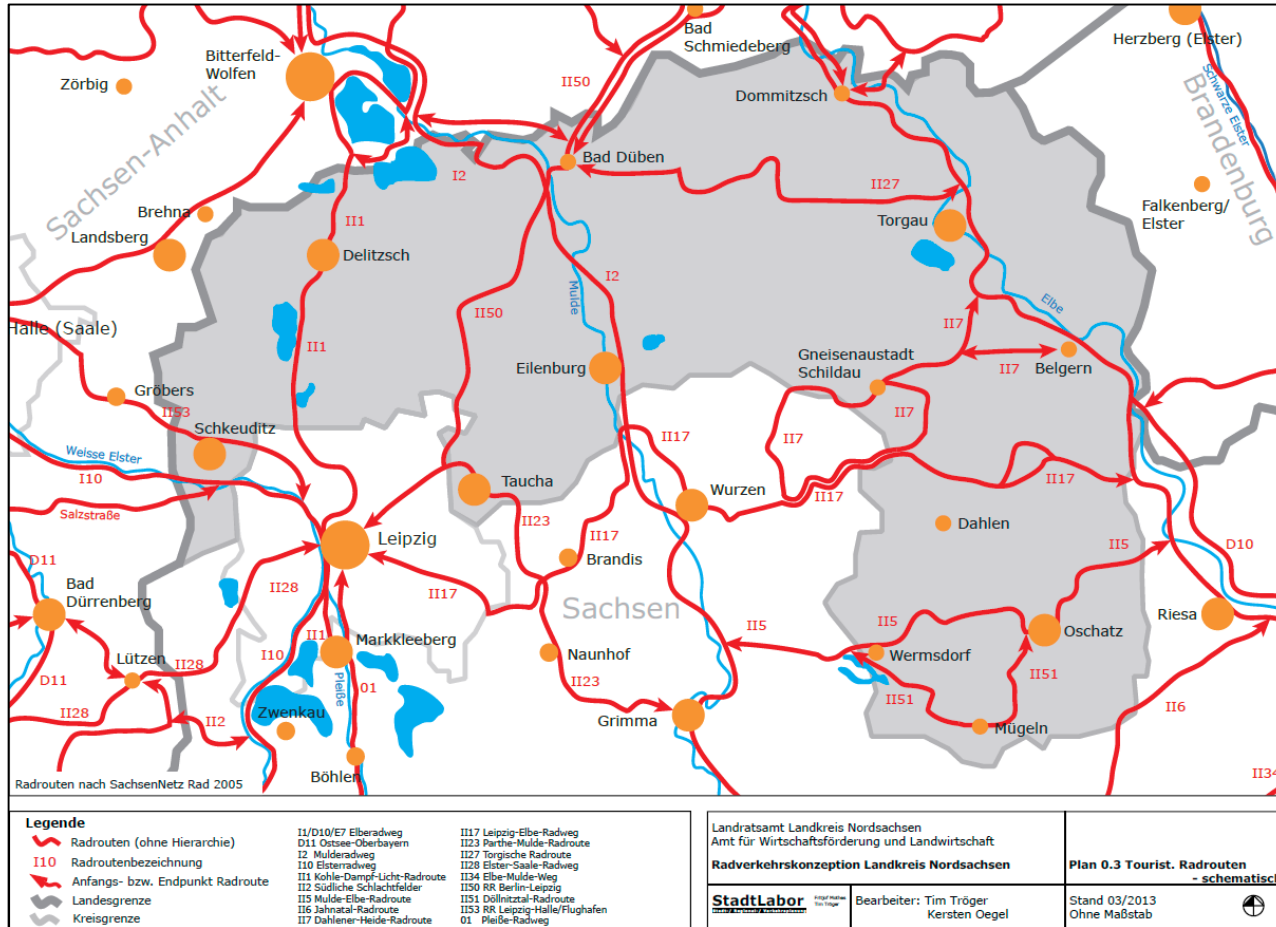 Bitterfeld-
Wolfen
Zörbig
Sachsen-Anhalt
Bad
Schmiedeberg
II50
Dommitzsch
Herzberg (Elster)
Schwarze Elster
Brandenburg
Bad Düben
I2
II27
Falkenberg/
Elster
Brehna
Landsberg
II1
Delitzsch
Torgau
I2
Mulde
Elbe
Halle (Saale)
II50
II1
II7
Gneisenaustadt
Schildau
Eilenburg
Belgern
II7
Gröbers
II53
Schkeuditz
II7
II7
Weisse Elster
I10
II17
II17
Salzstraße
Taucha
Wurzen
II17
II23
Dahlen
Leipzig
II17
Brandis
II5
D10
D11
Bad
Dürrenberg
II28
II17
Sachsen
Riesa
II1
Markkleeberg
II5
II5
Oschatz
Lützen
II28
I10
Naunhof
Wermsdorf
D11
II23
II51
II51
01
Pleiße
II28
II2
Zwenkau
Grimma
Mügeln
II6
Böhlen
II34
Radrouten nach SachsenNetz Rad 2005
Legende
Radrouten (ohne Hierarchie)
I10 Radroutenbezeichnung
Anfangs- bzw. Endpunkt Radroute
Landesgrenze
Kreisgrenze
I1/D10/E7 Elberadweg
D11 Ostsee-Oberbayern
I2 Mulderadweg
I10 Elsterradweg
II1 Kohle-Dampf-Licht-Radroute
II2 Südliche Schlachtfelder
II5 Mulde-Elbe-Radroute
II6 Jahnatal-Radroute
II7 Dahlener-Heide-Radroute
II17 Leipzig-Elbe-Radweg
II23 Parthe-Mulde-Radroute
II27 Torgische Radroute
II28 Elster-Saale-Radweg
II34 Elbe-Mulde-Weg
II50 RR Berlin-Leipzig
II51 Döllnitztal-Radroute
II53 RR Leipzig-Halle/Flughafen
01 Pleiße-Radweg
Landratsamt Landkreis Nordsachsen
Amt für Wirtschaftsförderung und Landwirtschaft
Radverkehrskonzeption Landkreis Nordsachsen
Plan 0.3 Tourist. Radrouten
- schematisch
StadtLabor
Bearbeiter: Tim Tröger
Kersten Oegel
Stand 03/2013
Ohne Maßstab